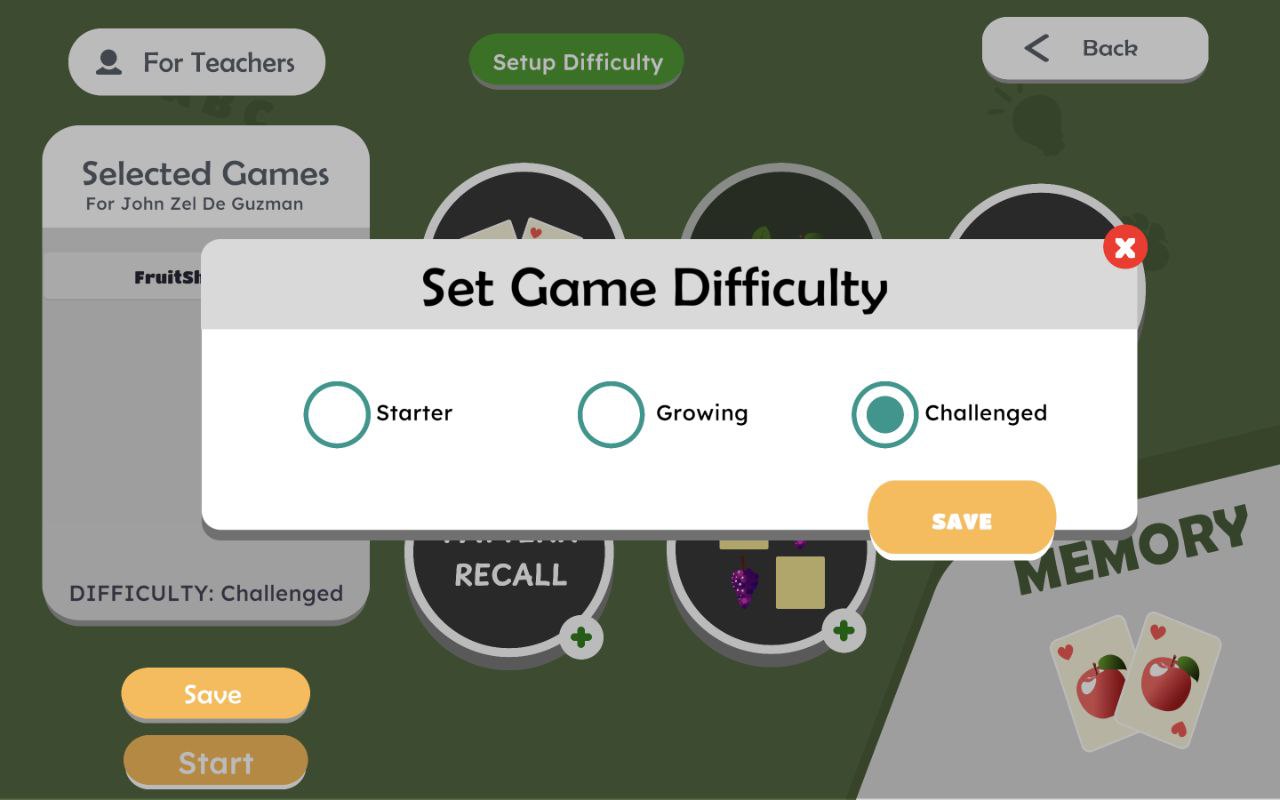 For Teachers
Setup Difficulty
Back
ABC
Selected Games
For John Zel De Guzman
Set Game Difficulty
Starter
Growing
Challenged
SAVE
RECALL
MEMORY
DIFFICULTY: Challenged
Save
Start